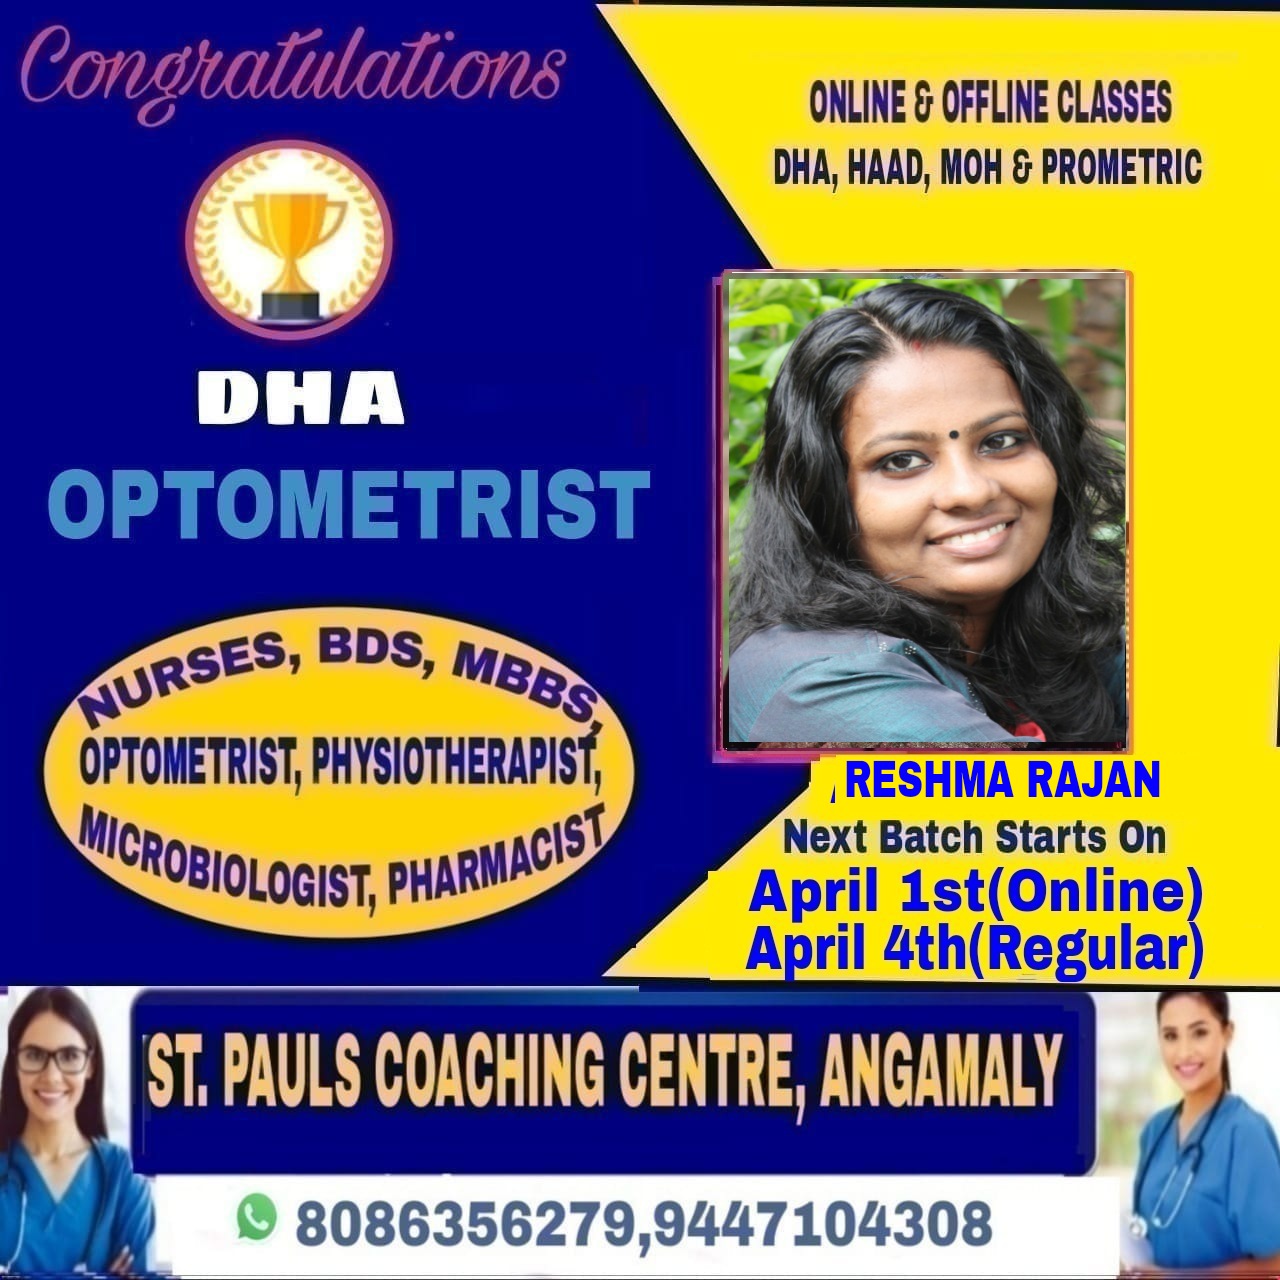 Congratulations
DHA
OPTOMETRIST
NURSES, BDS, MBBS,
OPTOMETRIST, PHYSIOTHERAPIST,
MICROBIOLOGIST, PHARMACIST
ONLINE & OFFLINE CLASSES
DHA, HAAD, MOH & PROMETRIC
RESHMA RAJAN
Next Batch Starts On
April 1st(Online)
April 4th(Regular)
ST. PAULS COACHING CENTRE, ANGAMALY
8086356279,9447104308